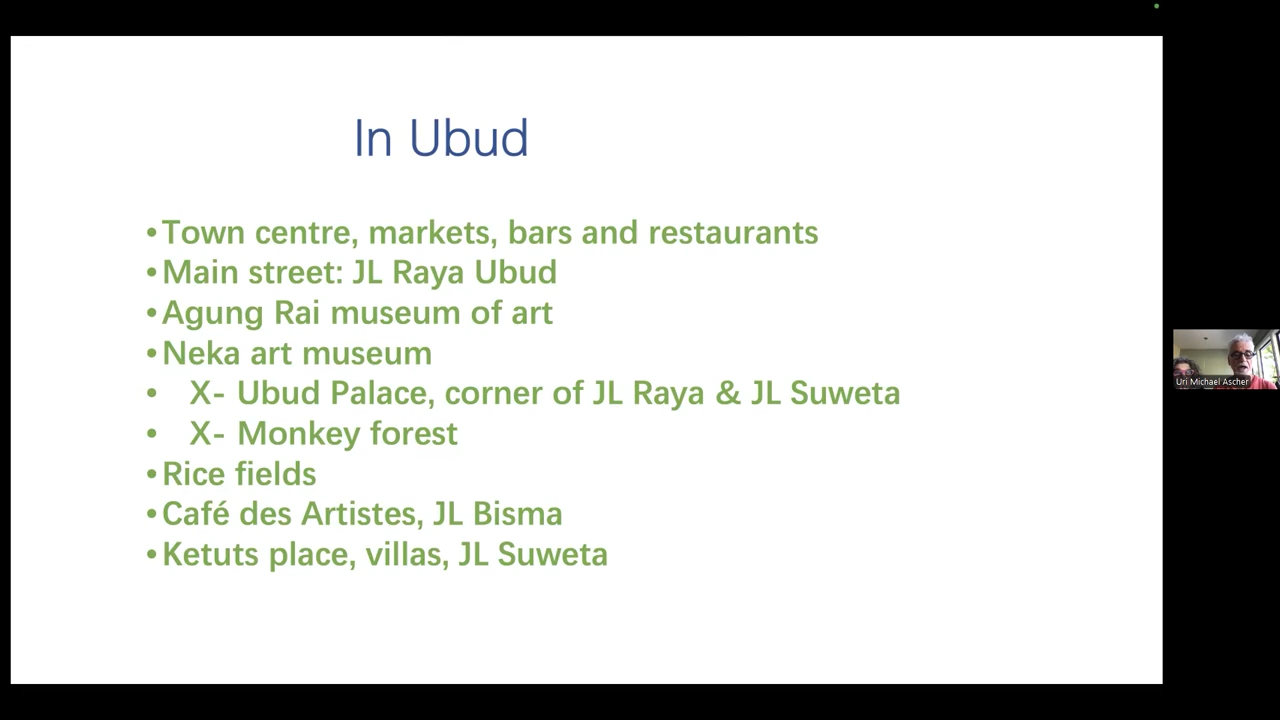 In Ubud
•Town centre, markets, bars and restaurants
•Main street: JL Raya Ubud
•Agung Rai museum of art
•Neka art museum
• X- Ubud Palace, corner of JL Raya & JL Suweta
• X- Monkey forest
•Rice fields
•Café des Artistes, JL Bisma
•Ketuts place, villas, JL Suweta
Uri Michael Ascher